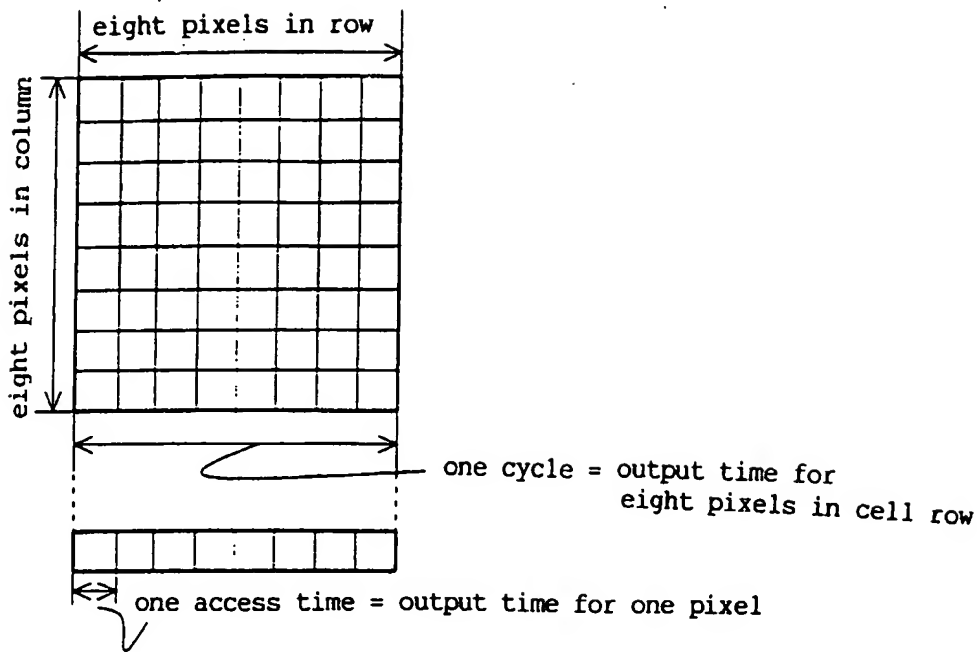 eight pixels in row
eight pixels in column
one cycle = output time for
eight pixels in cell row
one access time = output time for one pixel